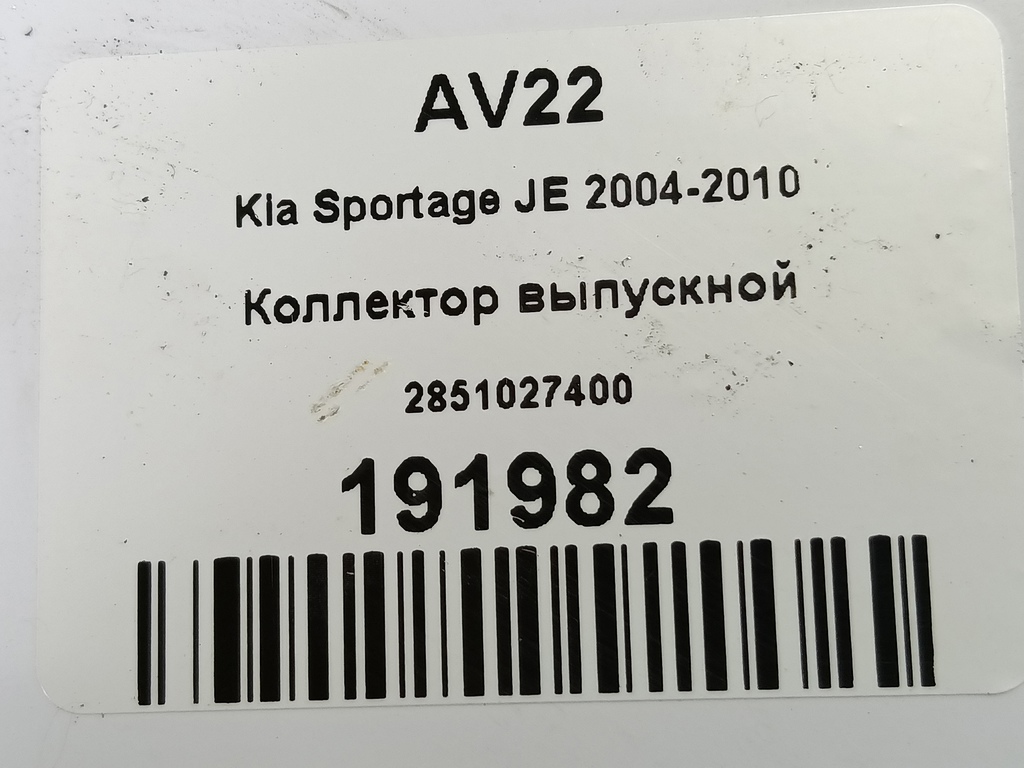 AV22
Kia Sportage JE 2004-2010
Коллектор выпускной
2851027400
191982